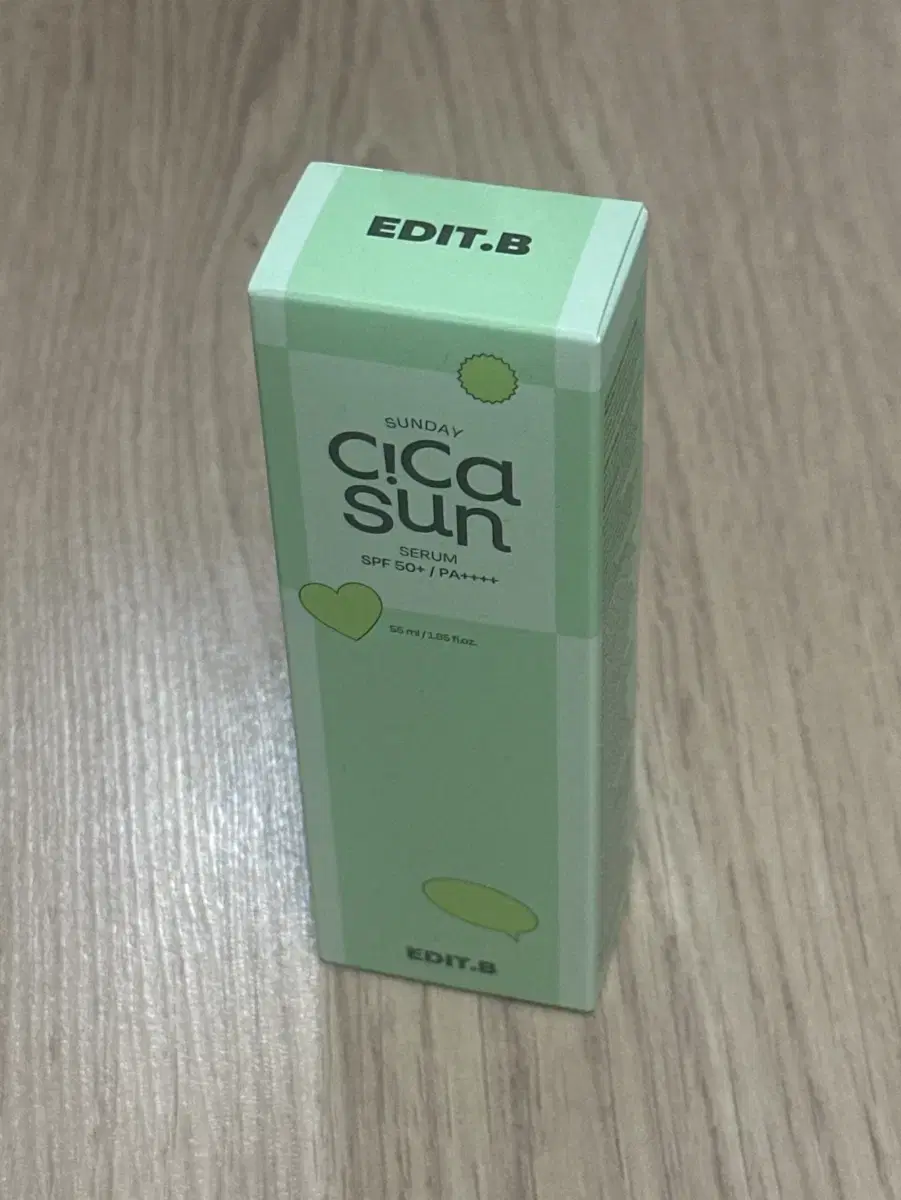 EDIT.B
SUNDAY
CiCa
sun
SERUM
SPF 50+ / PA++++
55 ml / 1.85 fl.oz.
EDIT.B